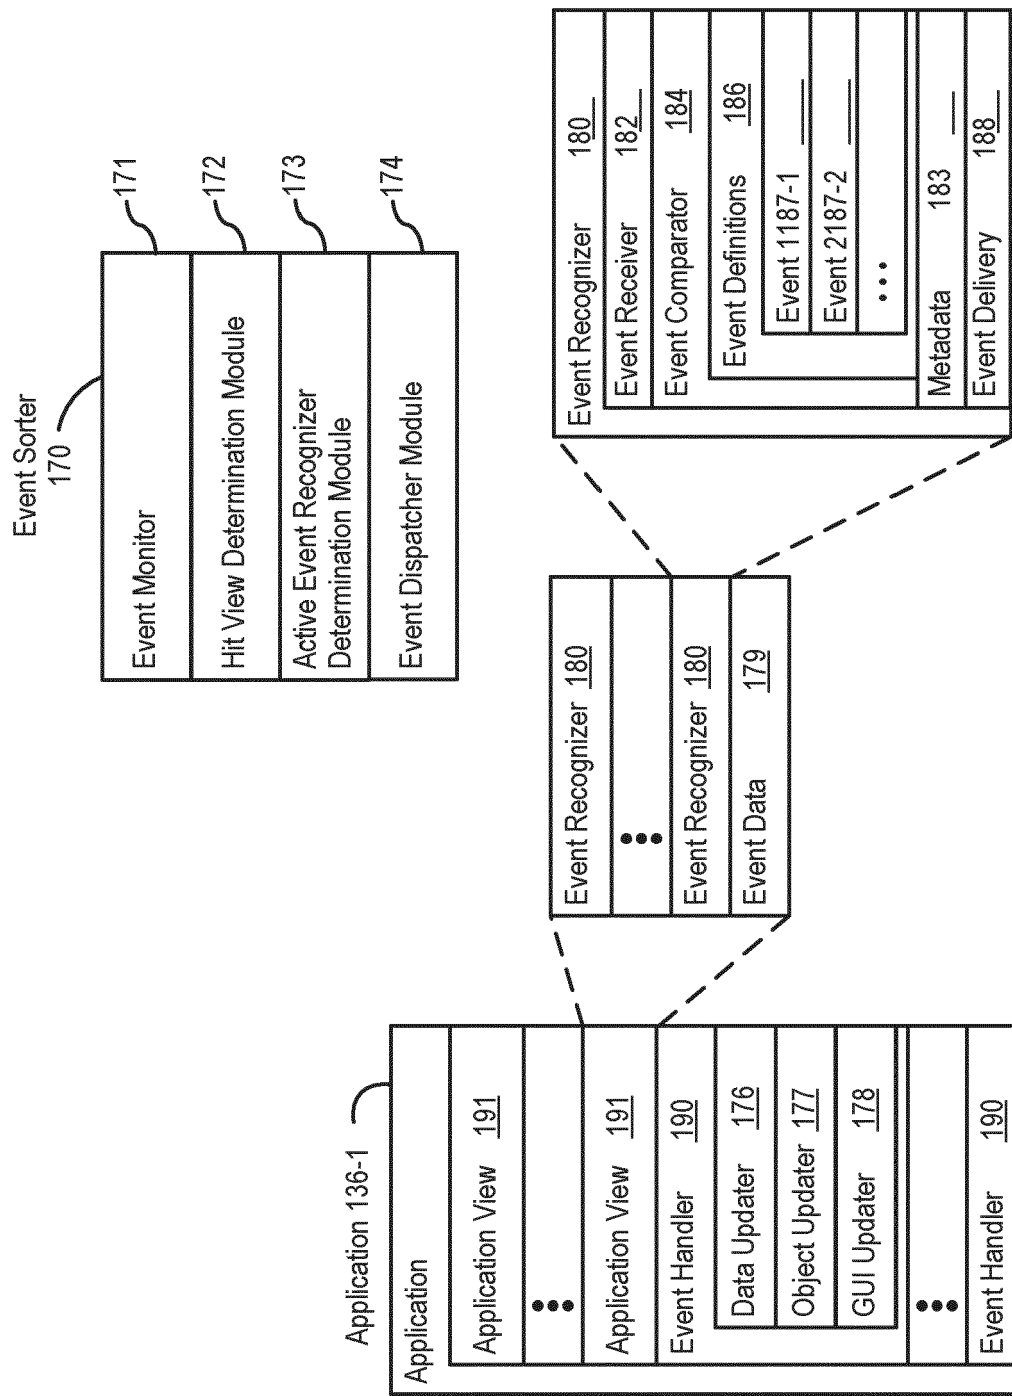 Event Sorter
170
Event Monitor
171
Hit View Determination Module
172
Active Event Recognizer
Determination Module
173
Event Dispatcher Module
174
Application 136-1
Application
Application View 191
•••
Application View 191
Event Handler 190
Data Updater 176
Object Updater 177
GUI Updater 178
•••
Event Handler 190
Event Recognizer 180
•••
Event Recognizer 180
Event Data 179
Event Recognizer 180
Event Receiver 182
Event Comparator 184
Event Definitions 186
Event 1187-1
Event 2187-2
•••
Metadata 183
Event Delivery 188